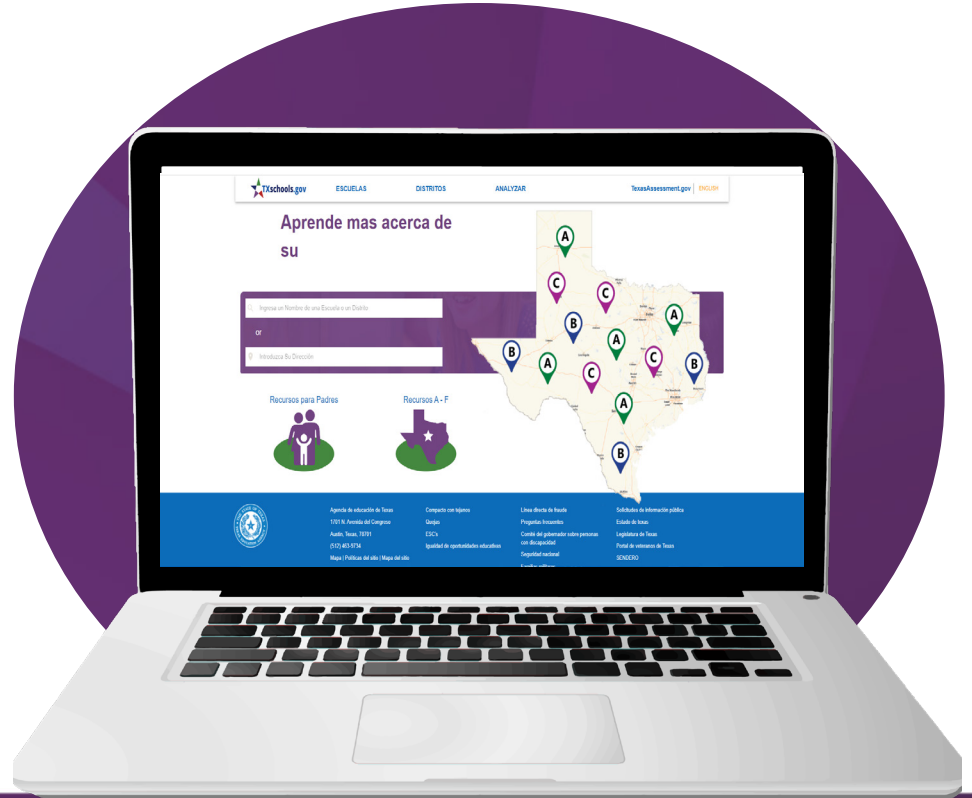 TXschools.gov
ESCUELAS
DISTRITOS
ANALYZAR
TexasAssessment.gov
ENGLISH
Aprende mas acerca de
su
Ingresa un Nombre de una Escuela o un Distrito
or
Introduzca Su Dirección
A
C
C
B
A
A
B
A
C
C
B
A
B
Recursos para Padres
Recursos A - F
Agencia de educación de Texas
1701 N. Avenida del Congreso
Austin, Texas, 78701
(512) 463-9734
Mapa | Políticas del sitio | Mapa del sitio
Compacto con tejanos
Quejas
ESC's
Igualdad de oportunidades educativas
Línea directa de fraude
Preguntas frecuentes
Comité del gobernador sobre personas
con discapacidad
Seguridad nacional
Solicitudes de información pública
Estado de texas
Legislatura de Texas
Portal de veteranos de Texas
SENDERO